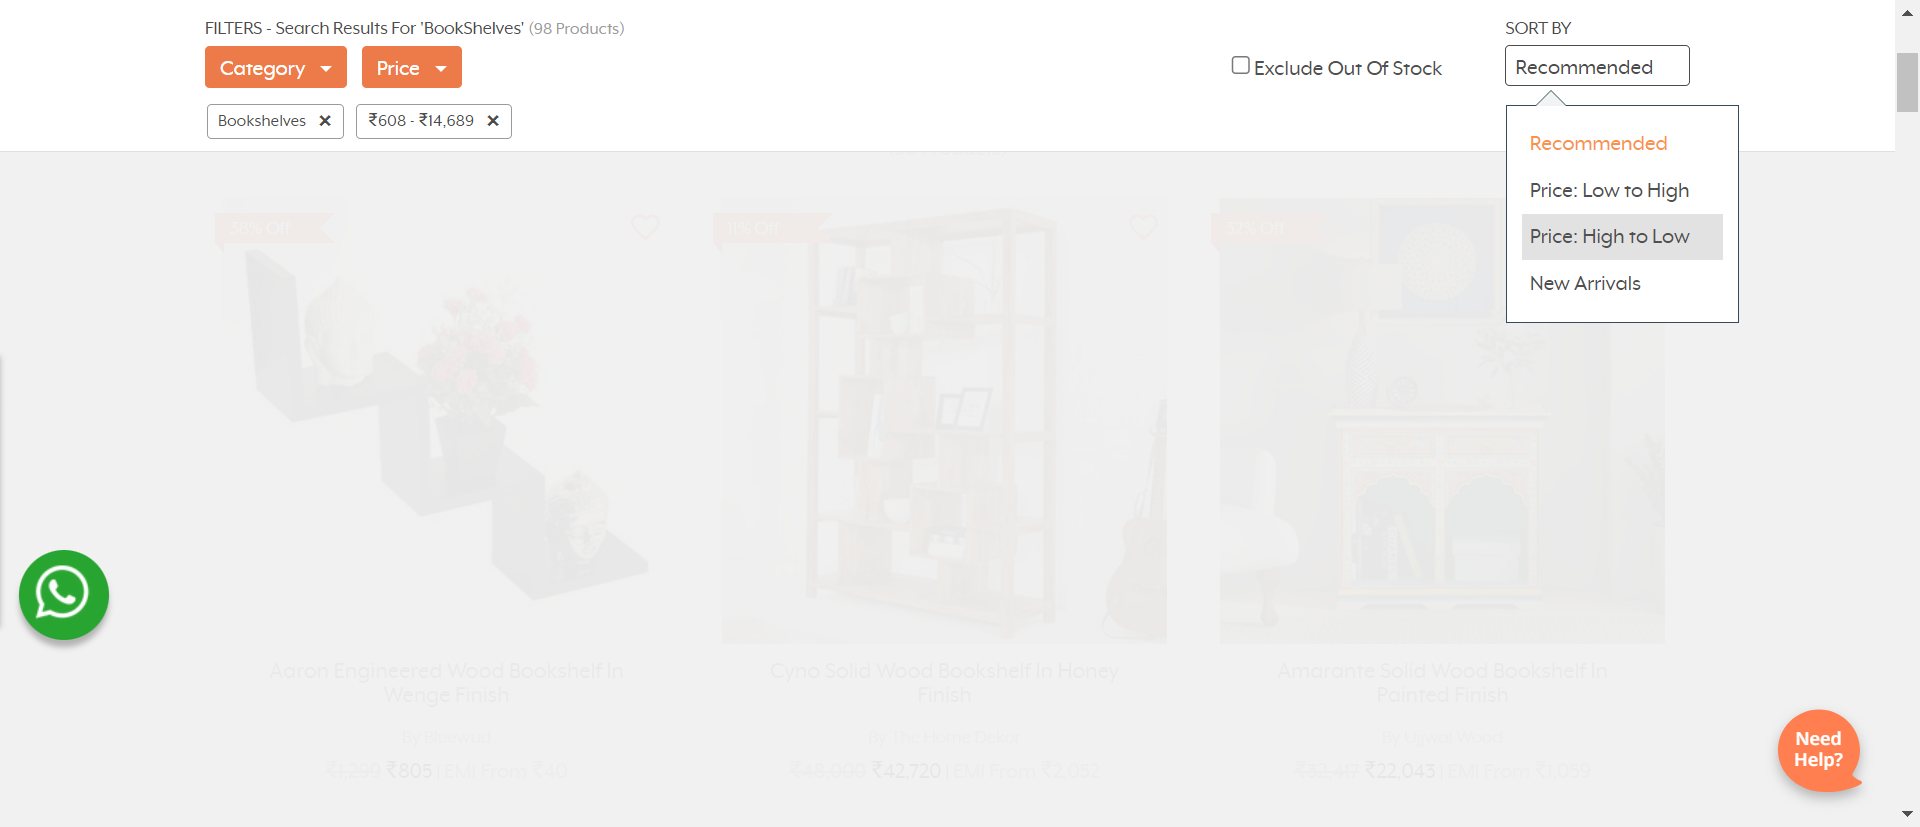 FILTERS - Search Results For 'BookShelves' (98 Products)
SORT BY
Category
Price
Exclude Out Of Stock
Recommended
Bookshelves ✕
₹608 - ₹14,689 ✕
Recommended
Price: Low to High
Price: High to Low
New Arrivals
38% Off
11% Off
32% Off
Aaron Engineered Wood Bookshelf In
Wenge Finish
By Bluewud
₹1,299 ₹805 | EMI From ₹40
Cyno Solid Wood Bookshelf In Honey
Finish
By The Home Dekor
₹48,000 ₹42,720 | EMI From ₹2,052
Amarante Solid Wood Bookshelf In
Painted Finish
By Ujjwal Wood
₹32,417 ₹22,043 | EMI From ₹1,059
Need
Help?